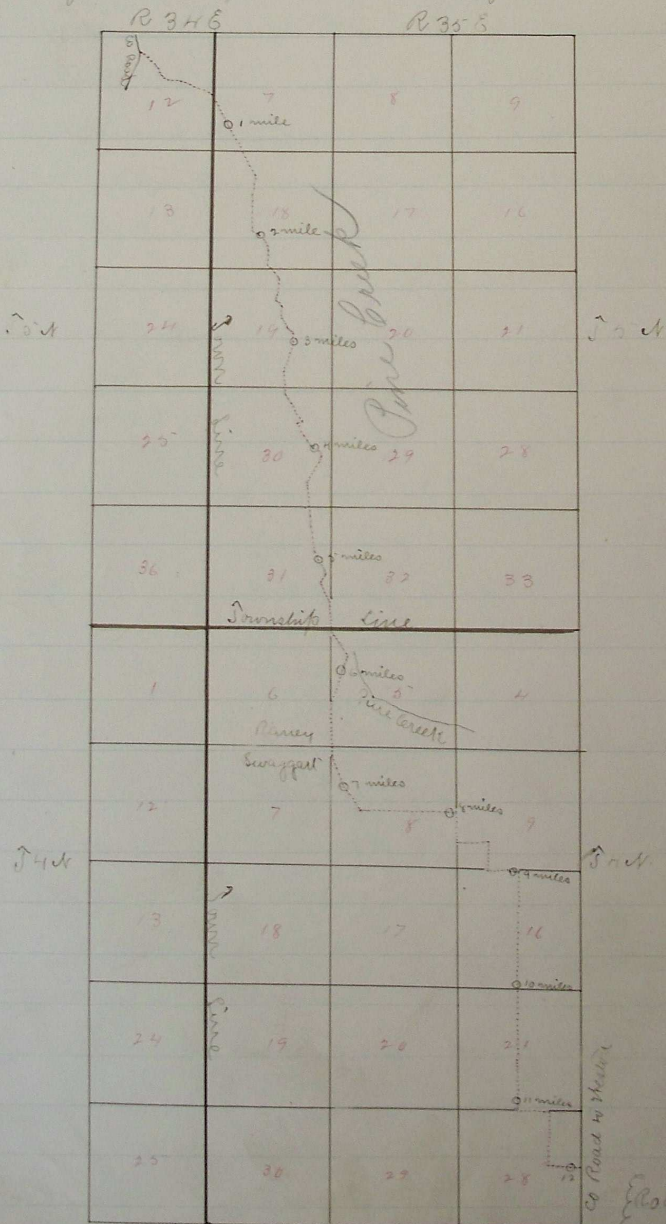 R 34 E R 35 E
12 7 8 9
1 mile
13 18 17 16
2 mile
Pine Creek
T 5 N 24 19 20 21 T 5 N
3 miles
25 30 29 28
4 miles
5 miles
36 31 32 33
Township Line
6 miles
1 6 5 4
Pine Creek
Swaggart
7 miles
12 7 8 9
8 miles
T 4 N T 4 N
9 miles
13 18 17 16
10 miles
Line
24 19 20 21
11 miles
25 30 29 28 12
Co Road